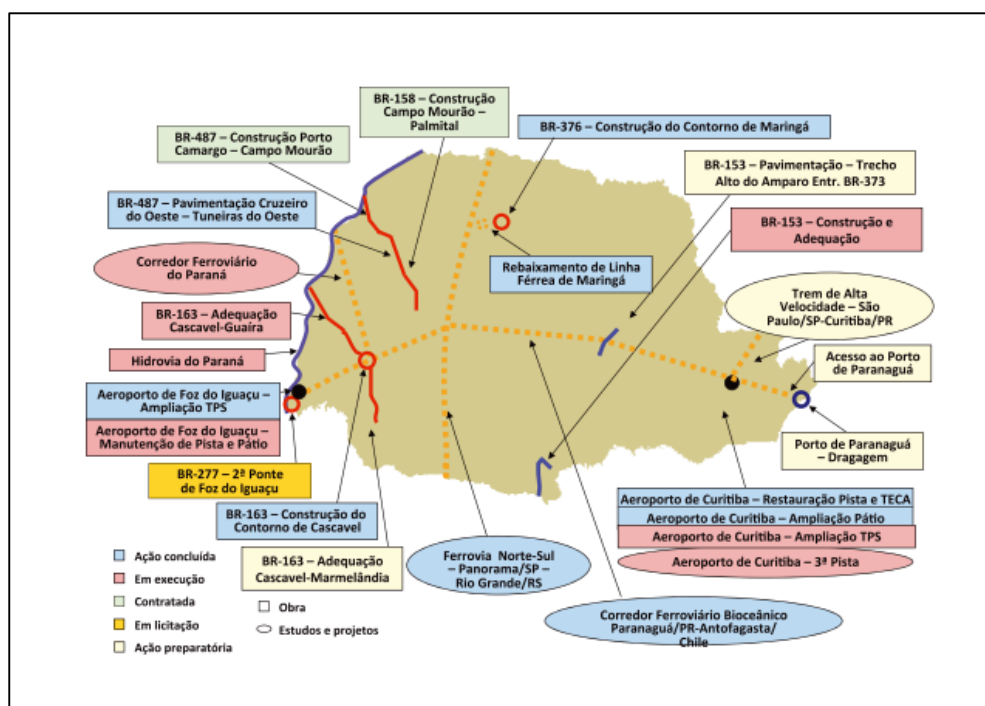 BR-158 – Construção
Campo Mourão –
Palmital
BR-376 – Construção do Contorno de Maringá
BR-487 – Construção Porto
Camargo – Campo Mourão
BR-153 – Pavimentação – Trecho
Alto do Amparo Entr. BR-373
BR-487 – Pavimentação Cruzeiro
do Oeste – Tuneiras do Oeste
BR-153 – Construção e
Adequação
Corredor Ferroviário
do Paraná
Rebaixamento de Linha
Férrea de Maringá
Trem de Alta
Velocidade – São
Paulo/SP-Curitiba/PR
BR-163 – Adequação
Cascavel-Guaíra
Hidrovia do Paraná
Acesso ao Porto
de Paranaguá
Aeroporto de Foz do Iguaçu –
Ampliação TPS
Aeroporto de Foz do Iguaçu –
Manutenção de Pista e Pátio
Porto de Paranaguá
– Dragagem
BR-277 – 2ª Ponte
de Foz do Iguaçu
BR-163 – Construção do
Contorno de Cascavel
Aeroporto de Curitiba – Restauração Pista e TECA
Aeroporto de Curitiba – Ampliação Pátio
Aeroporto de Curitiba – Ampliação TPS
Aeroporto de Curitiba – 3ª Pista
BR-163 – Adequação
Cascavel-Marmelândia
Ferrovia Norte-Sul
– Panorama/SP –
Rio Grande/RS
Corredor Ferroviário Bioceânico
Paranaguá/PR-Antofagasta/
Chile
Ação concluída
Em execução
Contratada
Em licitação
Ação preparatória
Obra
Estudos e projetos